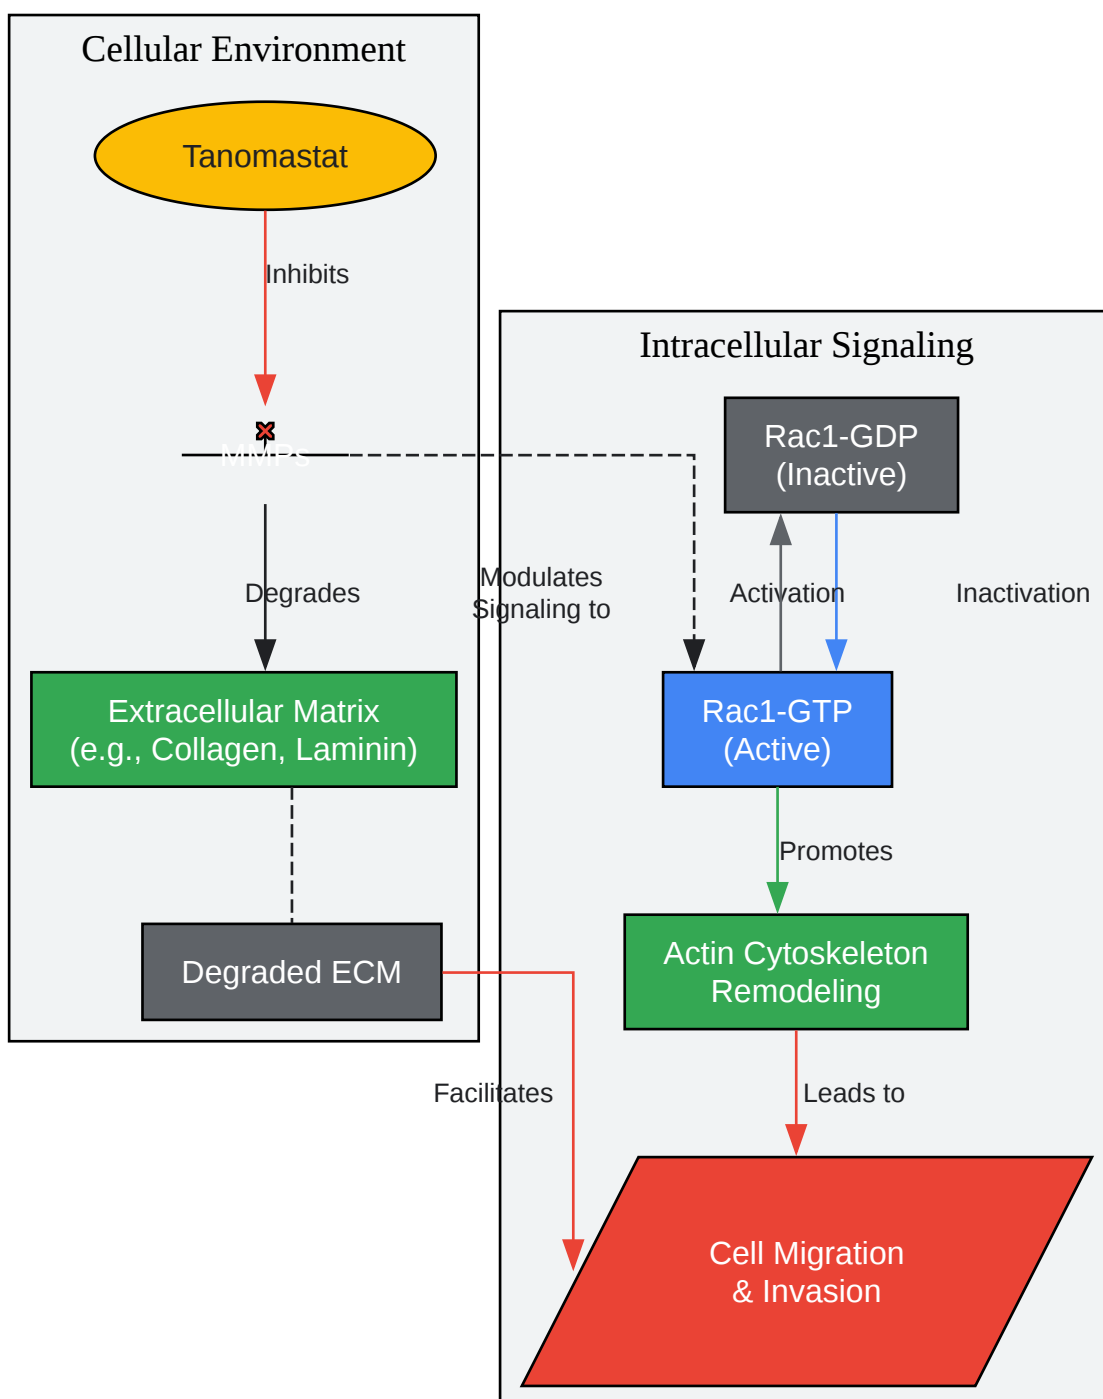 Cellular Environment
Tanomastat
Inhibits
MMPs
Degrades
Extracellular Matrix
(e.g., Collagen, Laminin)
Degraded ECM
Facilitates
Modulates
Signaling to
Intracellular Signaling
Rac1-GDP
(Inactive)
Activation
Inactivation
Rac1-GTP
(Active)
Promotes
Actin Cytoskeleton
Remodeling
Leads to
Cell Migration
& Invasion